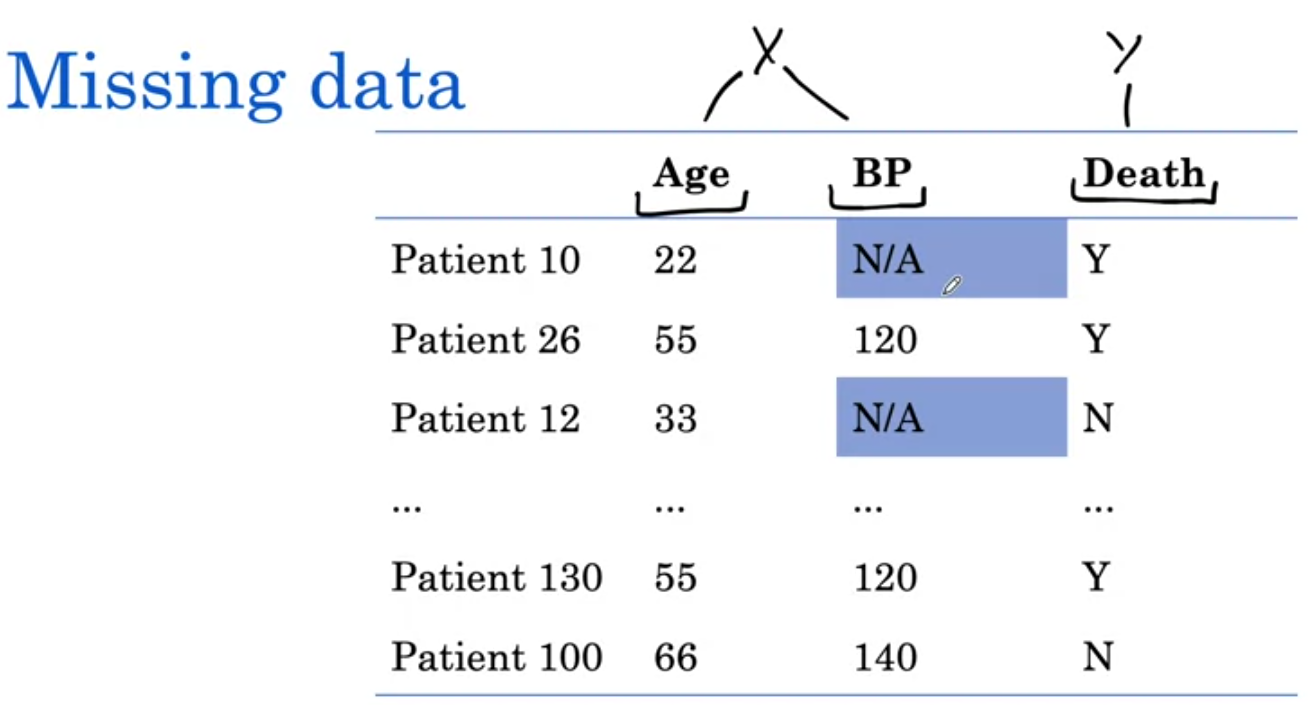 X Y
Missing data
Age BP Death
Patient 10 22 N/A Y
Patient 26 55 120 Y
Patient 12 33 N/A N
... ... ... ...
Patient 130 55 120 Y
Patient 100 66 140 N